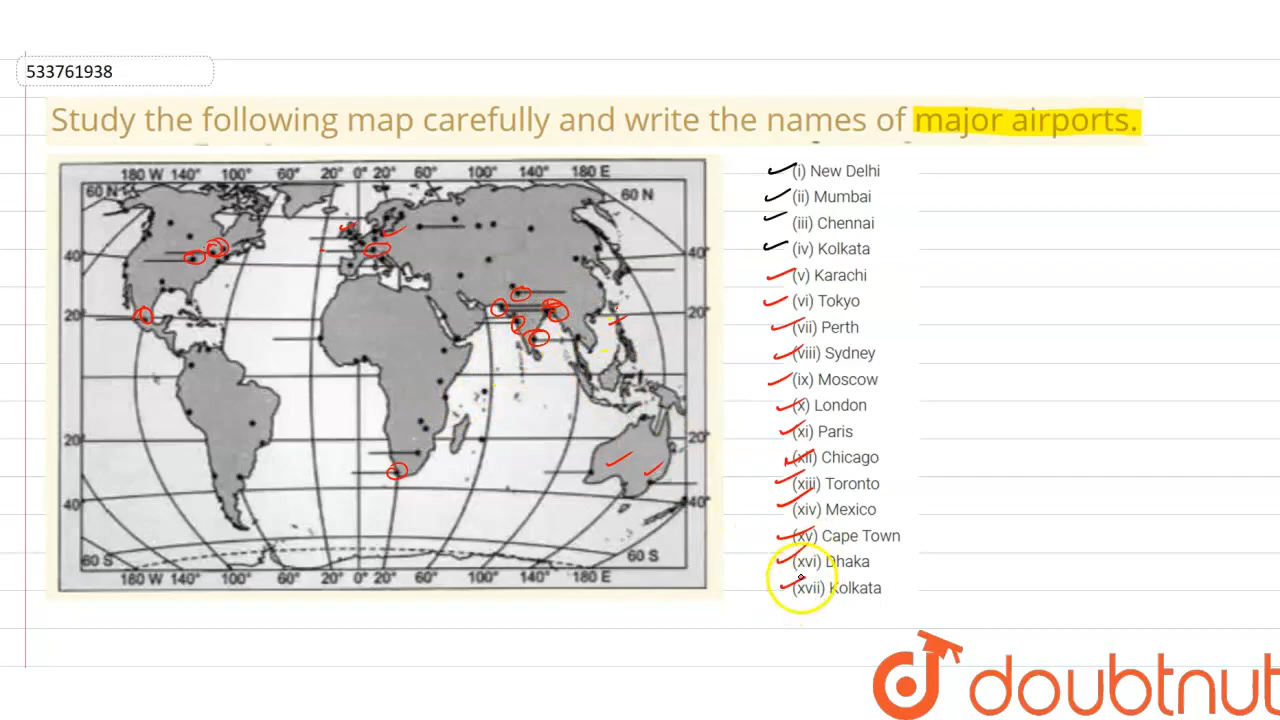 533761938
Study the following map carefully and write the names of major airports.
180 W 140° 100° 60° 20° 0° 20° 60° 100° 140° 180 E
60 N 60 N
40° 40°
20° 20°
20° 20°
40° 40°
60 S 60 S
180 W 140° 100° 60° 20° 0° 20° 60° 100° 140° 180 E
(i) New Delhi
(ii) Mumbai
(iii) Chennai
(iv) Kolkata
(v) Karachi
(vi) Tokyo
(vii) Perth
(viii) Sydney
(ix) Moscow
(x) London
(xi) Paris
(xii) Chicago
(xiii) Toronto
(xiv) Mexico
(xv) Cape Town
(xvi) Dhaka
(xvii) Kolkata
doubtnut